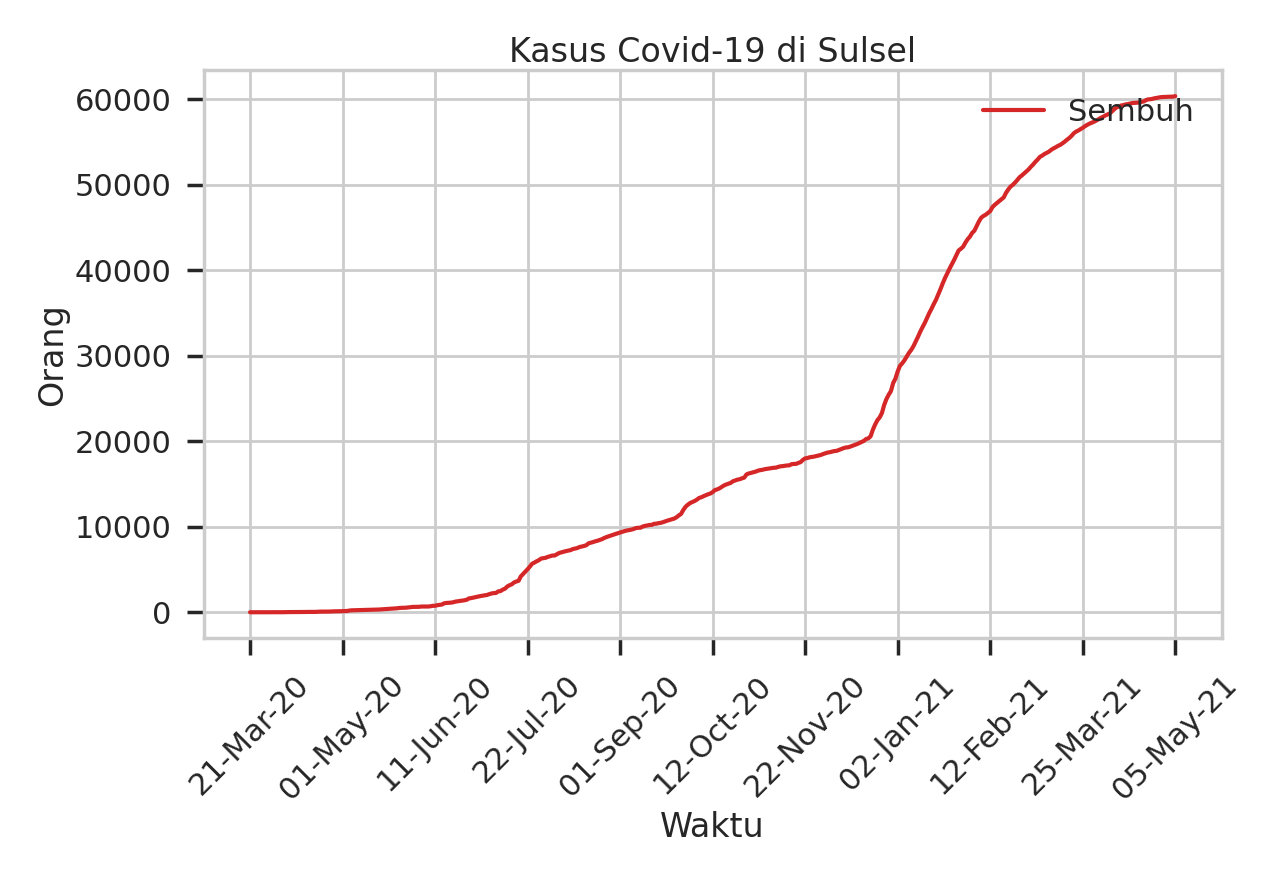 Kasus Covid-19 di Sulsel
Sembuh
60000
50000
40000
30000
20000
10000
0
Orang
21-Mar-20
01-May-20
11-Jun-20
22-Jul-20
01-Sep-20
12-Oct-20
22-Nov-20
02-Jan-21
12-Feb-21
25-Mar-21
05-May-21
Waktu